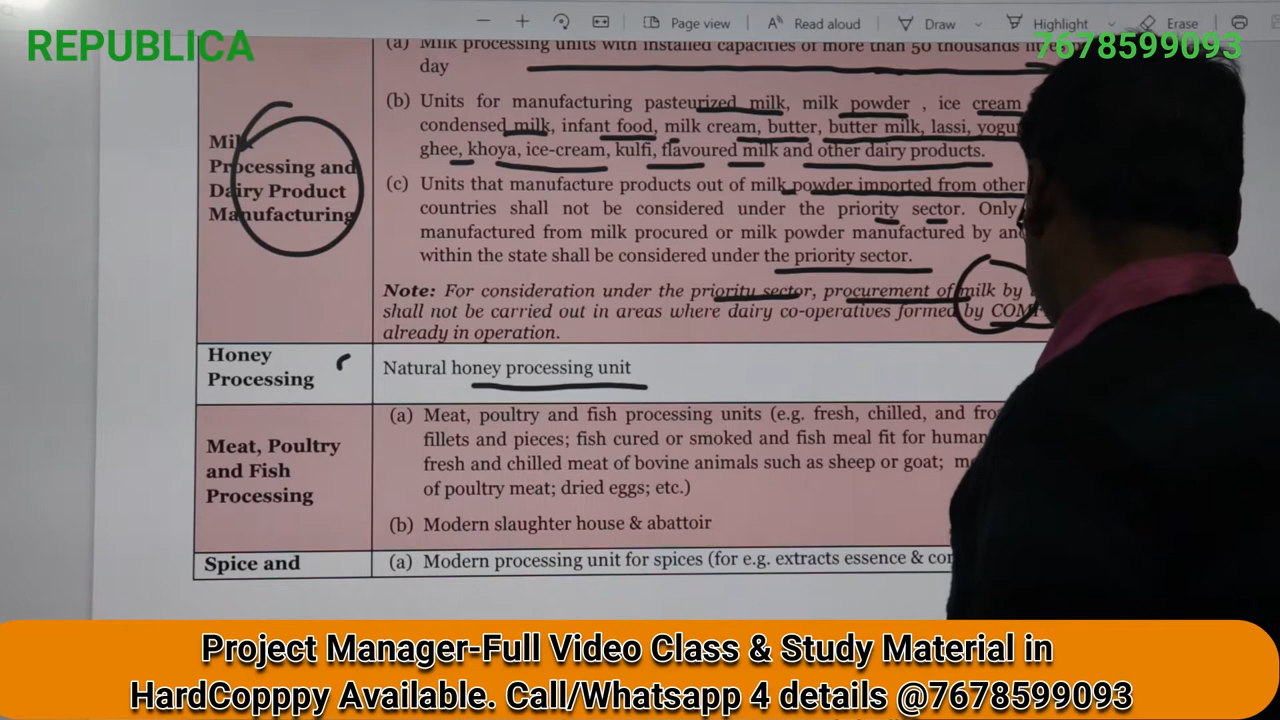 Page view
Read aloud
Draw
Highlight
Erase
REPUBLICA
7678599093
(a) Milk processing units with installed capacities of more than 50 thousands
day
(b) Units for manufacturing pasteurized milk, milk powder , ice cream
condensed milk, infant food, milk cream, butter, butter milk, lassi,
ghee, khoya, ice-cream, kulfi, flavoured milk and other dairy products.
Milk
Processing and
Dairy Product
Manufacturing
(c) Units that manufacture products out of milk powder imported from other
countries shall not be considered under the priority sector. Only
manufactured from milk procured or milk powder manufactured by
within the state shall be considered under the priority sector.
Note: For consideration under the priority sector, procurement of milk by
shall not be carried out in areas where dairy co-operatives formed by
already in operation.
Honey
Processing
Natural honey processing unit
Meat, Poultry
and Fish
Processing
(a) Meat, poultry and fish processing units (e.g. fresh, chilled, and
fillets and pieces; fish cured or smoked and fish meal fit for human
fresh and chilled meat of bovine animals such as sheep or goat;
of poultry meat; dried eggs; etc.)
(b) Modern slaughter house & abattoir
Spice and
(a) Modern processing unit for spices (for e.g. extracts essence &
Project Manager-Full Video Class & Study Material in
HardCopppy Available. Call/Whatsapp 4 details @7678599093